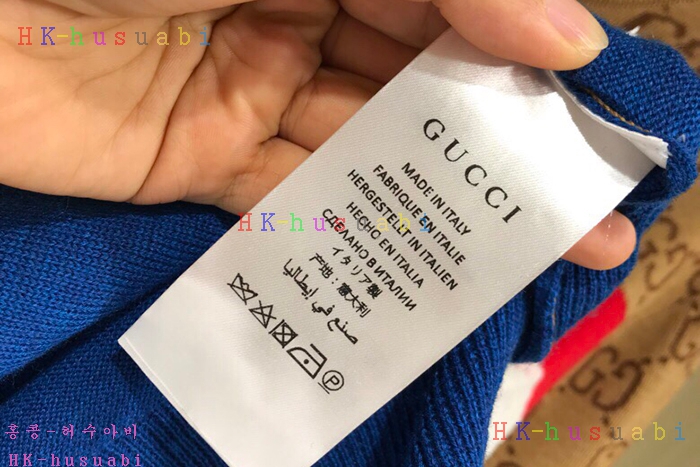 HK-husuabi
GUCCI
MADE IN ITALY
FABRIQUE EN ITALIE
HERGESTELLT IN ITALIEN
HECHO EN ITALIA
СДЕЛАНО В ИТАЛИИ
イタリア製
产地：意大利
صنع في إيطاليا
P
HK-husuabi
홍콩-허수아비
HK-husuabi
HK-husuabi